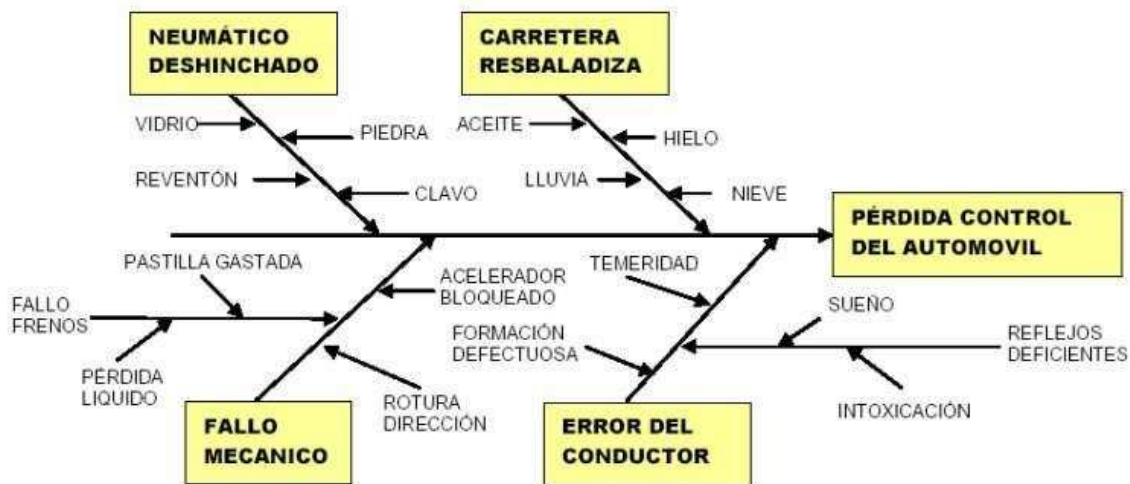 NEUMÁTICO
DESHINCHADO
CARRETERA
RESBALADIZA
VIDRIO
PIEDRA
ACEITE
HIELO
REVENTÓN
CLAVO
LLUVIA
NIEVE
PÉRDIDA CONTROL
DEL AUTOMOVIL
PASTILLA GASTADA
ACELERADOR
BLOQUEADO
TEMERIDAD
SUEÑO
FALLO
FRENOS
FORMACIÓN
DEFECTUOSA
REFLEJOS
DEFICIENTES
PÉRDIDA
LIQUIDO
ROTURA
DIRECCIÓN
INTOXICACIÓN
FALLO
MECANICO
ERROR DEL
CONDUCTOR